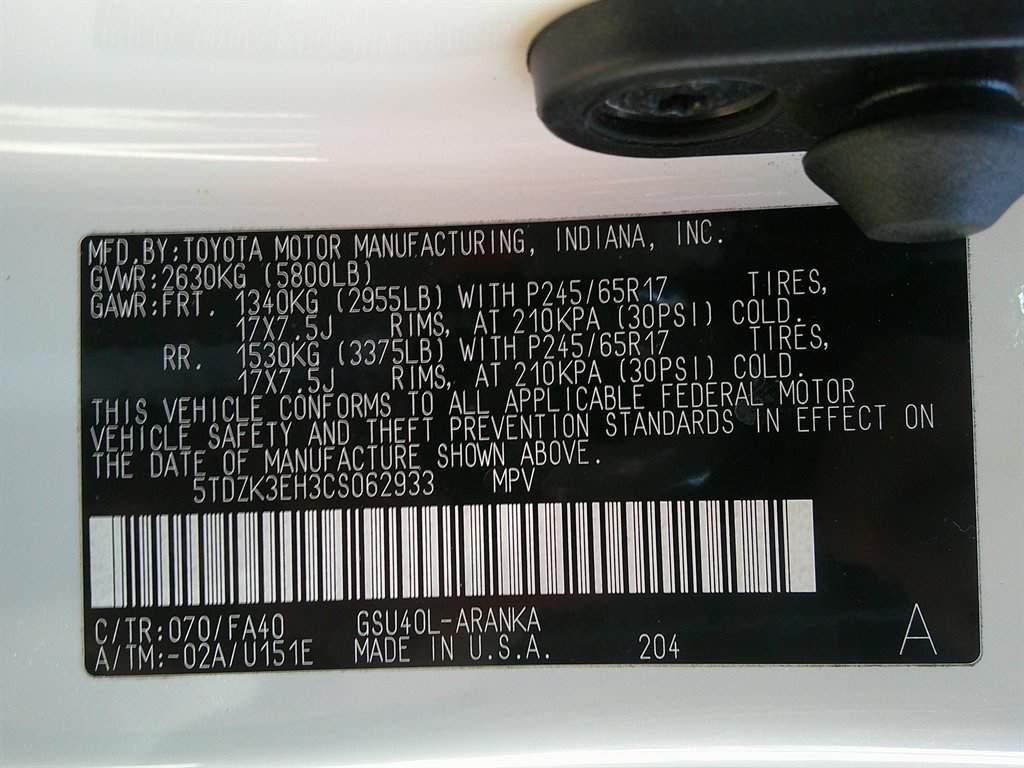 MFD.BY:TOYOTA MOTOR MANUFACTURING, INDIANA, INC.
GVWR:2630KG (5800LB)
GAWR:FRT. 1340KG (2955LB) WITH P245/65R17 TIRES,
17X7.5J RIMS, AT 210KPA (30PSI) COLD.
RR. 1530KG (3375LB) WITH P245/65R17 TIRES,
17X7.5J RIMS, AT 210KPA (30PSI) COLD.
THIS VEHICLE CONFORMS TO ALL APPLICABLE FEDERAL MOTOR
VEHICLE SAFETY AND THEFT PREVENTION STANDARDS IN EFFECT ON
THE DATE OF MANUFACTURE SHOWN ABOVE.
5TDZK3EH3CS062933 MPV
C/TR:070/FA40 GSU40L-ARANKA
A/TM:-02A/U151E MADE IN U.S.A. 204 A